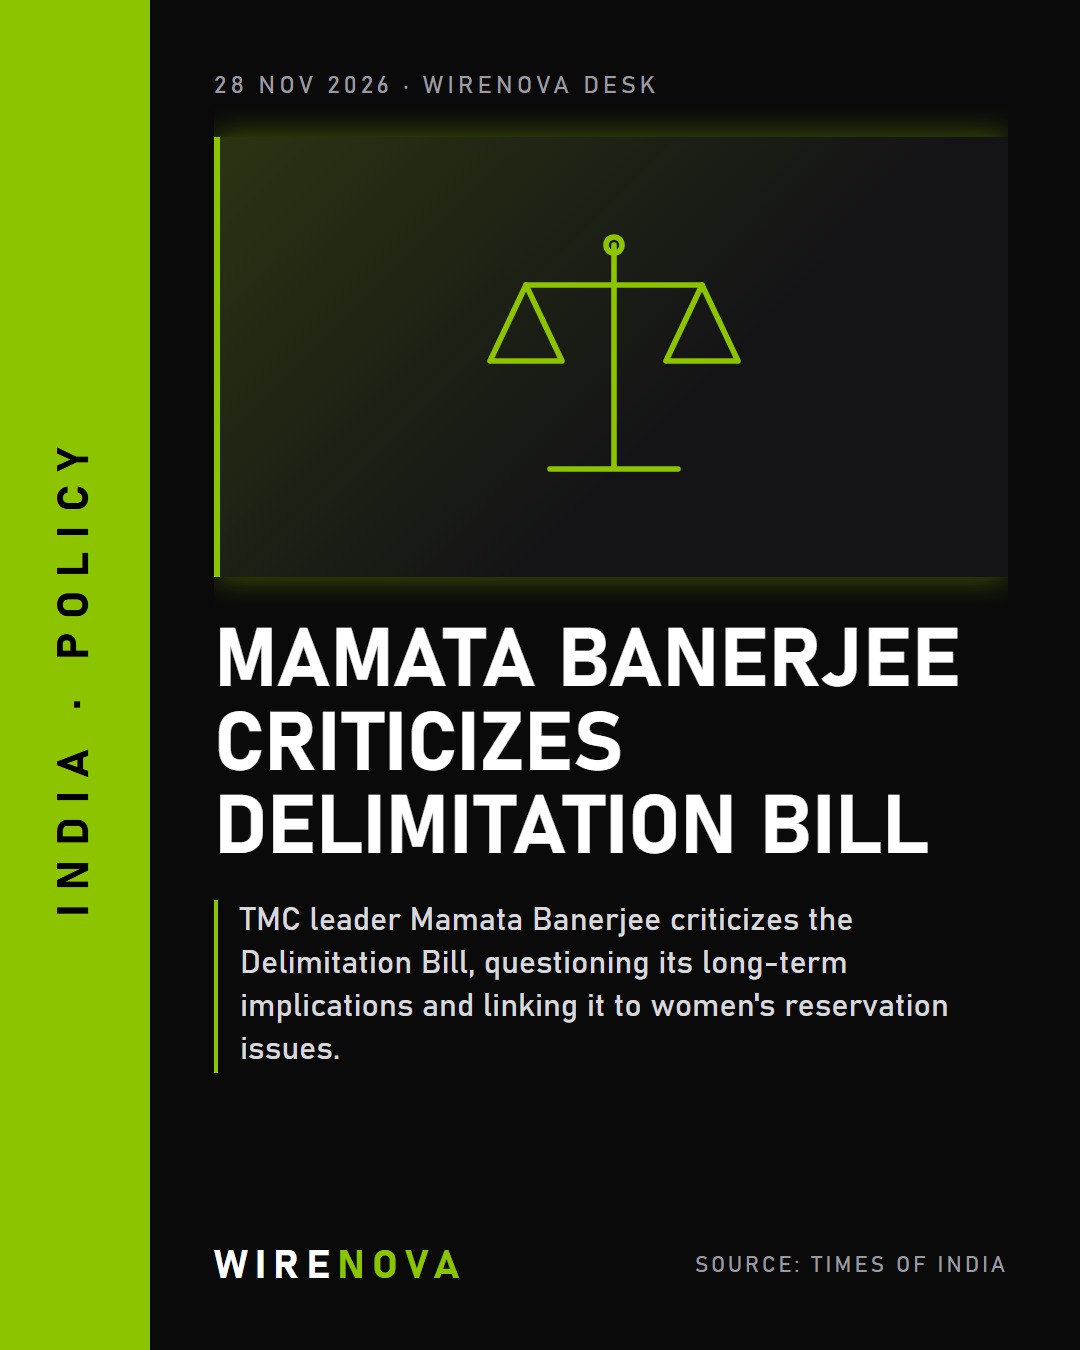 28 NOV 2026 · WIRENOVA DESK
INDIA · POLICY
MAMATA BANERJEE
CRITICIZES
DELIMITATION BILL
TMC leader Mamata Banerjee criticizes the
Delimitation Bill, questioning its long-term
implications and linking it to women's reservation
issues.
WIRENOVA
SOURCE: TIMES OF INDIA